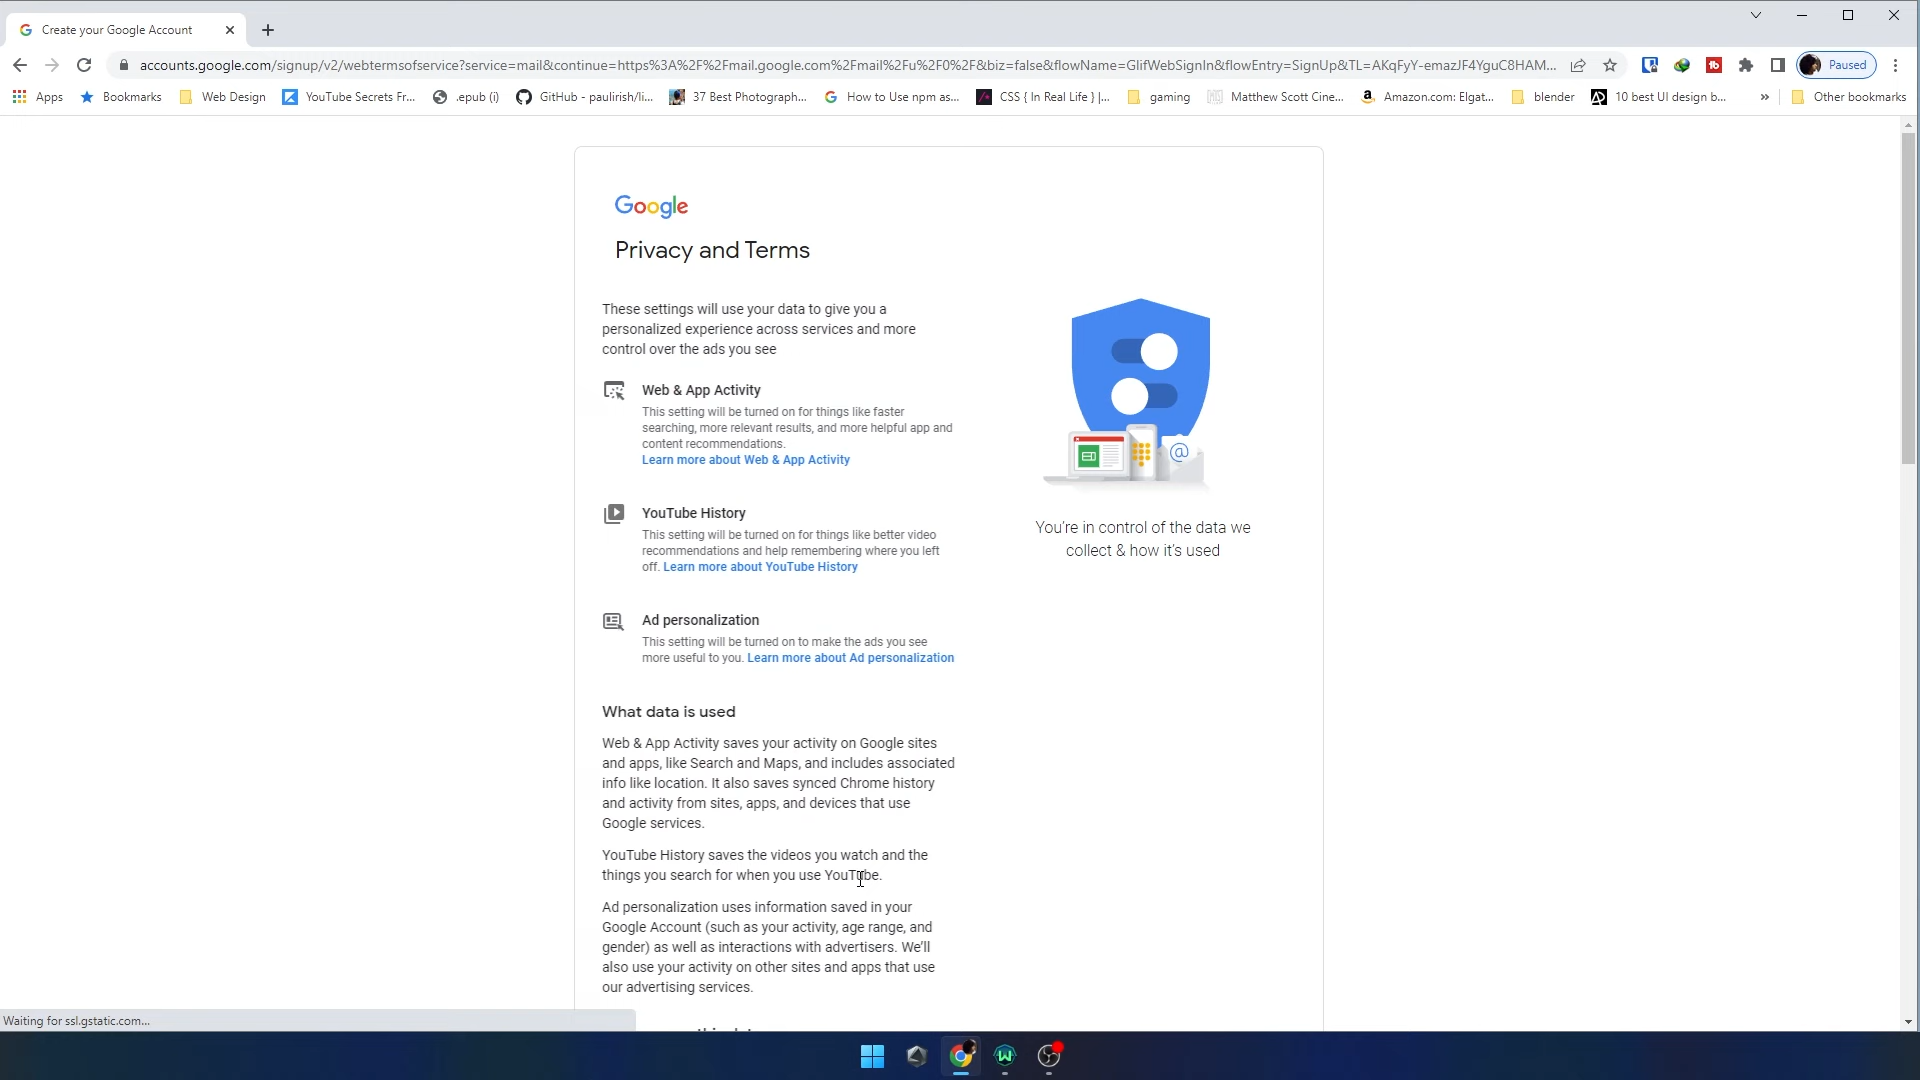 Create your Google Account
accounts.google.com/signup/v2/webtermsofservice?service=mail&continue=https%3A%2F%2Fmail.google.com%2Fmail%2Fu%2F0%2F&biz=false&flowName=GlifWebSignIn&flowEntry=SignUp&TL=AKqFyY-emazJF4YguC8HAM...
Paused
Apps
Bookmarks
Web Design
YouTube Secrets Fr...
.epub (i)
GitHub - paulirish/li...
37 Best Photograph...
How to Use npm as...
CSS { In Real Life } |...
gaming
Matthew Scott Cine...
Amazon.com: Elgat...
blender
10 best UI design b...
»
Other bookmarks
Google
Privacy and Terms
These settings will use your data to give you a
personalized experience across services and more
control over the ads you see
Web & App Activity
This setting will be turned on for things like faster
searching, more relevant results, and more helpful app and
content recommendations.
Learn more about Web & App Activity
YouTube History
This setting will be turned on for things like better video
recommendations and help remembering where you left
off. Learn more about YouTube History
Ad personalization
This setting will be turned on to make the ads you see
more useful to you. Learn more about Ad personalization
You're in control of the data we
collect & how it's used
What data is used
Web & App Activity saves your activity on Google sites
and apps, like Search and Maps, and includes associated
info like location. It also saves synced Chrome history
and activity from sites, apps, and devices that use
Google services.
YouTube History saves the videos you watch and the
things you search for when you use YouTube.
Ad personalization uses information saved in your
Google Account (such as your activity, age range, and
gender) as well as interactions with advertisers. We'll
also use your activity on other sites and apps that use
our advertising services.
Waiting for ssl.gstatic.com...